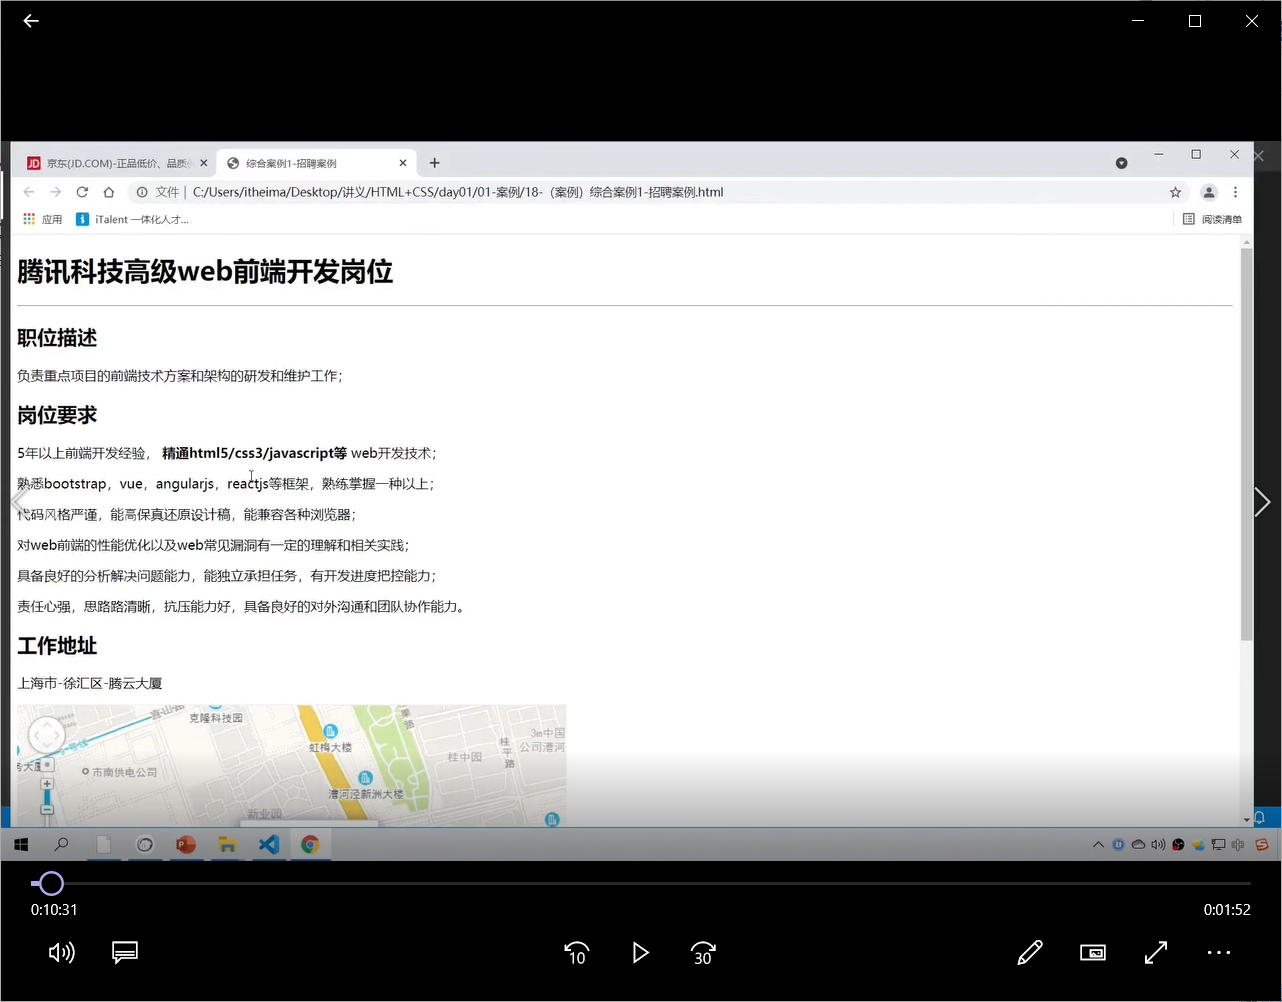 京东(JD.COM)-正品低价、品质
综合案例1-招聘案例
文件 | C:/Users/itheima/Desktop/讲义/HTML+CSS/day01/01-案例/18-（案例）综合案例1-招聘案例.html
应用
iTalent 一体化人才...
阅读清单
腾讯科技高级web前端开发岗位
职位描述
负责重点项目的前端技术方案和架构的研发和维护工作；
岗位要求
5年以上前端开发经验， 精通html5/css3/javascript等 web开发技术；
熟悉bootstrap，vue，angularjs，reactjs等框架，熟练掌握一种以上；
代码风格严谨，能高保真还原设计稿，能兼容各种浏览器；
对web前端的性能优化以及web常见漏洞有一定的理解和相关实践；
具备良好的分析解决问题能力，能独立承担任务，有开发进度把控能力；
责任心强，思路路清晰，抗压能力好，具备良好的对外沟通和团队协作能力。
工作地址
上海市-徐汇区-腾云大厦
宜山路
克隆科技园
虹梅大楼
桂中园
桂平路
3m中国
公司漕河
市南供电公司
漕河泾新洲大楼
新业园
0:10:31
0:01:52
10
30